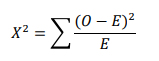 X² = ∑ (O − E)² / E